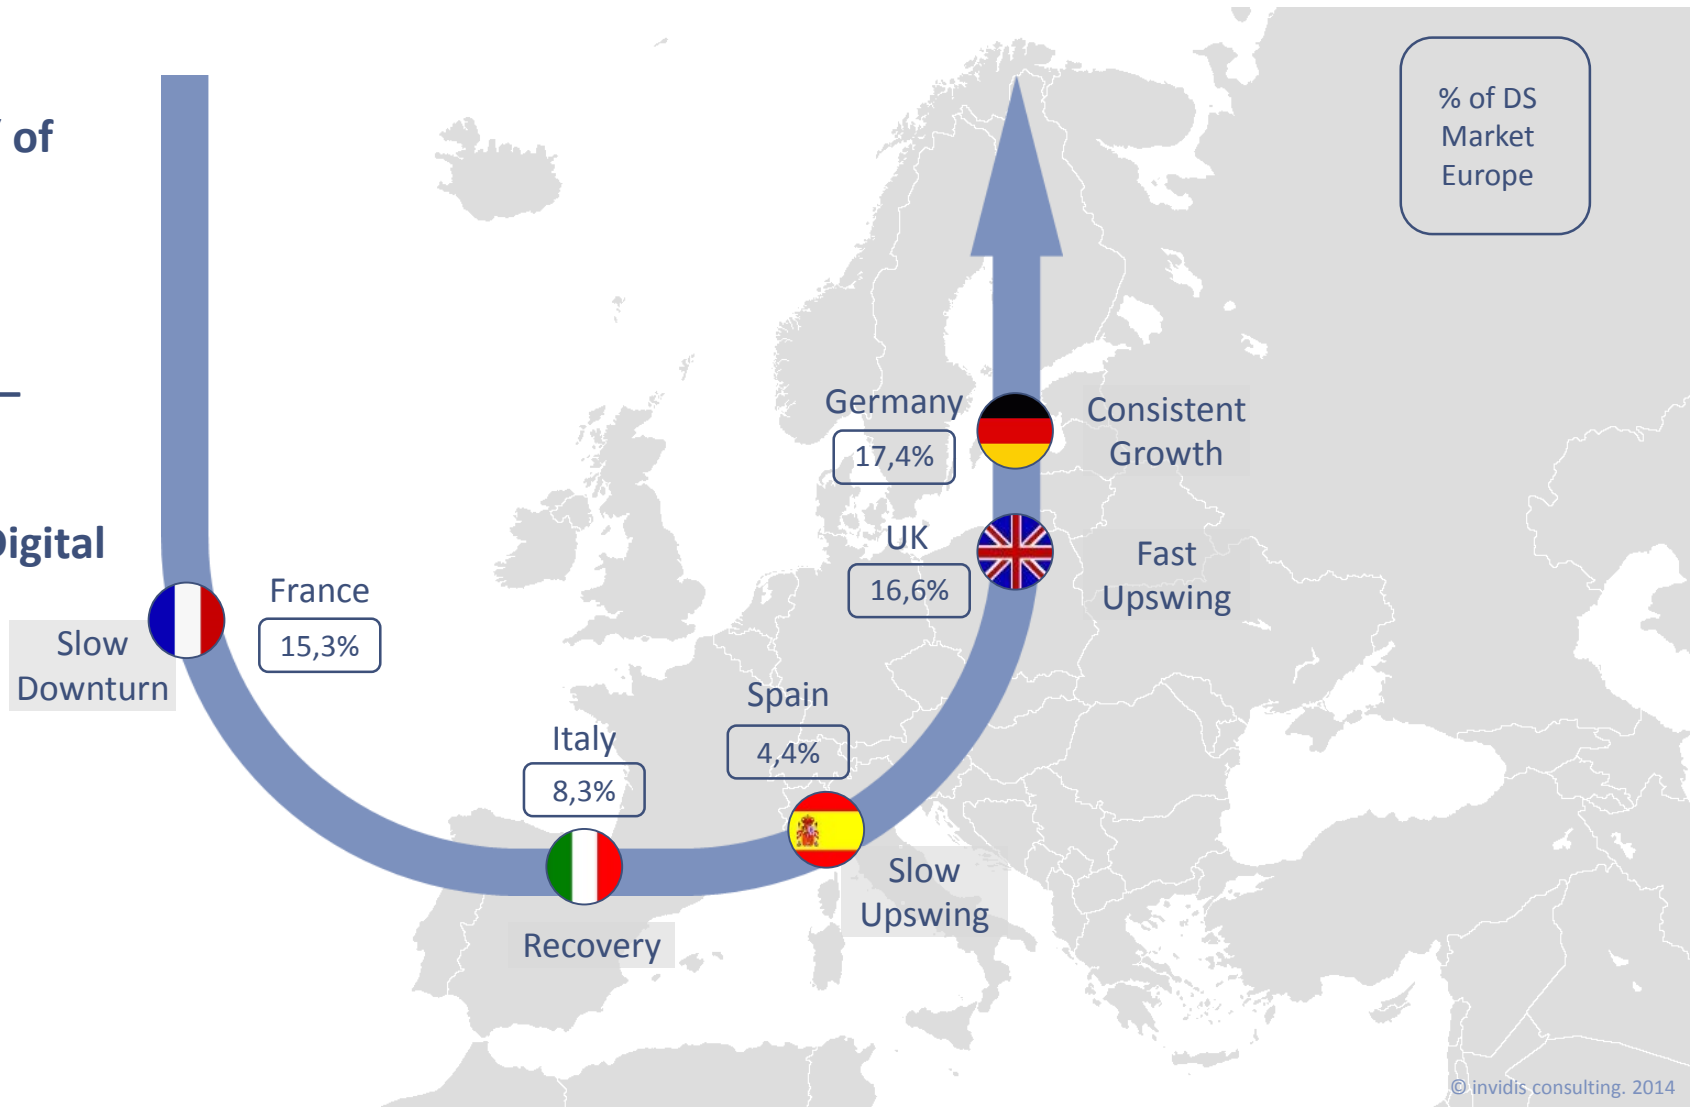 of
–
Digital
% of DS
Market
Europe
Germany
17,4%
Consistent
Growth
UK
16,6%
Fast
Upswing
France
15,3%
Slow
Downturn
Spain
4,4%
Slow
Upswing
Italy
8,3%
Recovery
© invidis consulting. 2014